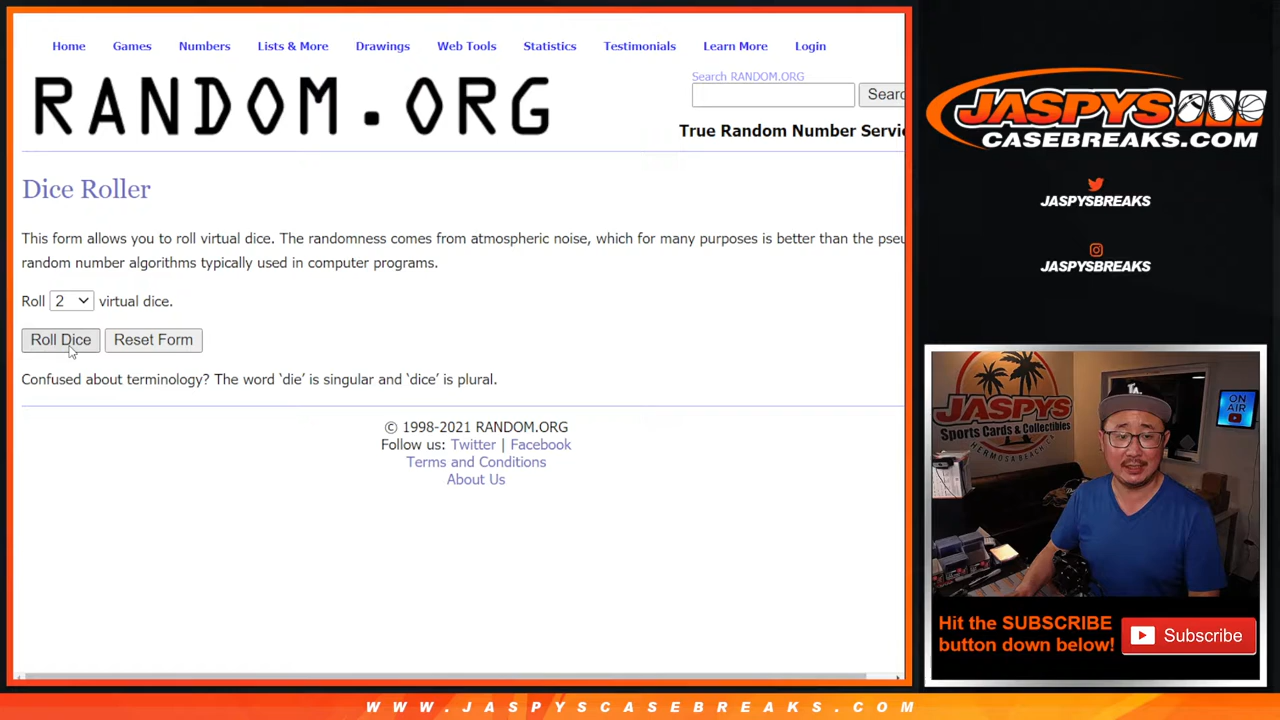 Home Games Numbers Lists & More Drawings Web Tools Statistics Testimonials Learn More Login
RANDOM.ORG
Search RANDOM.ORG
Searc
True Random Number Servi
Dice Roller
This form allows you to roll virtual dice. The randomness comes from atmospheric noise, which for many purposes is better than the pseu
random number algorithms typically used in computer programs.
Roll 2 virtual dice.
Roll Dice Reset Form
Confused about terminology? The word ‘die’ is singular and ‘dice’ is plural.
© 1998-2021 RANDOM.ORG
Follow us: Twitter | Facebook
Terms and Conditions
About Us
JASPYS
CASEBREAKS.COM
JASPYSBREAKS
JASPYSBREAKS
JASPYS
Sports Cards & Collectibles
HERMOSA BEACH, CA
LA
ON
AIR
Hit the SUBSCRIBE
button down below!
Subscribe
WWW.JASPYSCASEBREAKS.COM